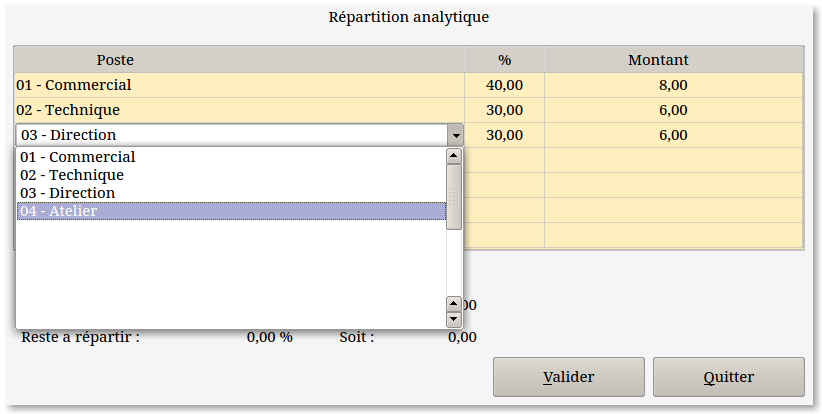 Répartition analytique
Poste % Montant
01 - Commercial 40,00 8,00
02 - Technique 30,00 6,00
03 - Direction 30,00 6,00
01 - Commercial
02 - Technique
03 - Direction
04 - Atelier
Reste a répartir : 0,00 % Soit : 0,00
Valider Quitter